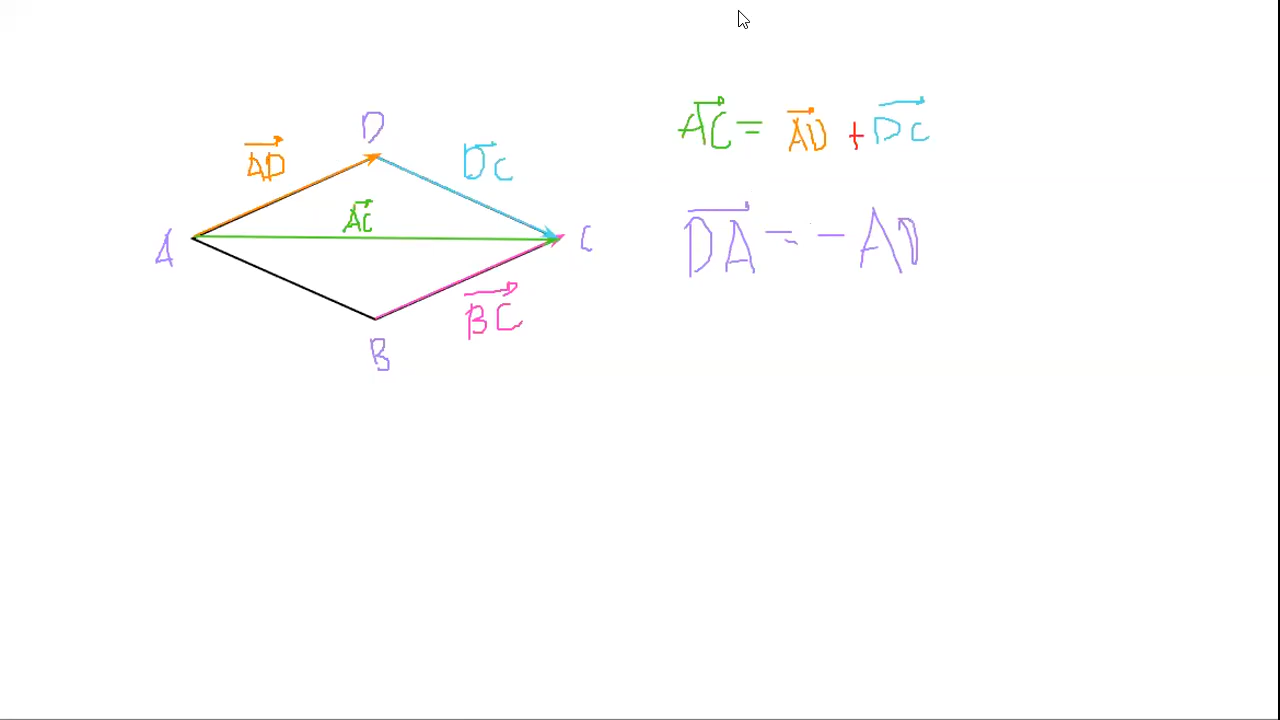 D
AD
DC
AC
A
C
BC
B
AC = AD + DC
DA = - AD